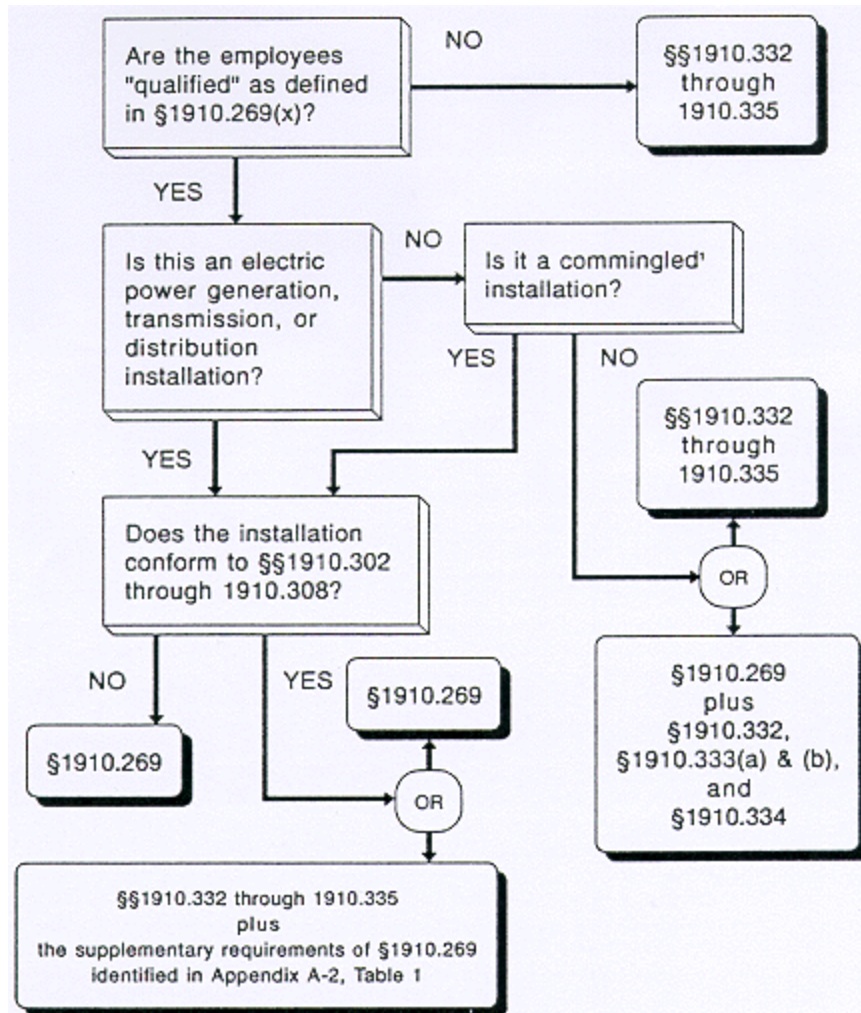 Are the employees
"qualified" as defined
in §1910.269(x)?
NO
§§1910.332
through
1910.335
YES
Is this an electric
power generation,
transmission, or
distribution
installation?
NO
Is it a commingled¹
installation?
YES
NO
§§1910.332
through
1910.335
OR
§1910.269
plus
§1910.332,
§1910.333(a) & (b),
and
§1910.334
YES
Does the installation
conform to §§1910.302
through 1910.308?
NO
§1910.269
YES
§1910.269
OR
§§1910.332 through 1910.335
plus
the supplementary requirements of §1910.269
identified in Appendix A-2, Table 1